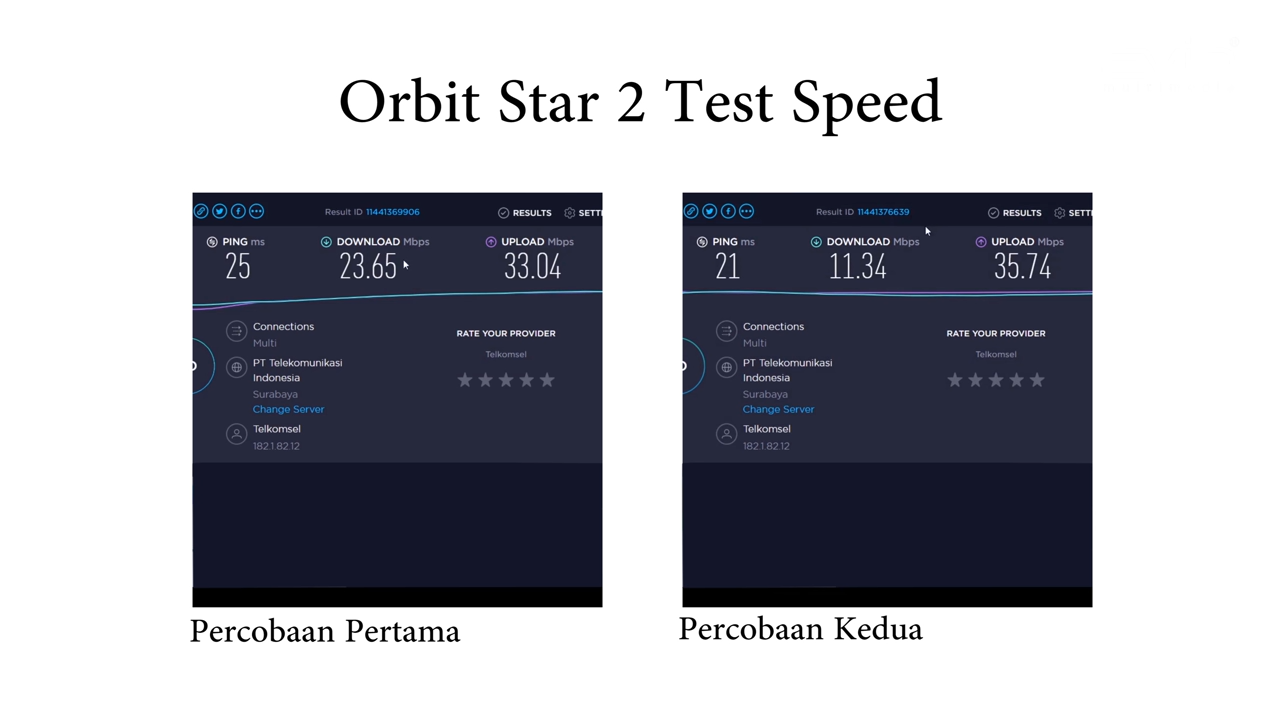 Orbit Star 2 Test Speed
Result ID 11441369906
RESULTS
PING ms
DOWNLOAD Mbps
UPLOAD Mbps
25
23.65
33.04
Connections
Multi
PT Telekomunikasi
Indonesia
Surabaya
Change Server
Telkomsel
182.1.82.12
RATE YOUR PROVIDER
Telkomsel
Percobaan Pertama
Result ID 11441376639
RESULTS
PING ms
DOWNLOAD Mbps
UPLOAD Mbps
21
11.34
35.74
Connections
Multi
PT Telekomunikasi
Indonesia
Surabaya
Change Server
Telkomsel
182.1.82.12
RATE YOUR PROVIDER
Telkomsel
Percobaan Kedua